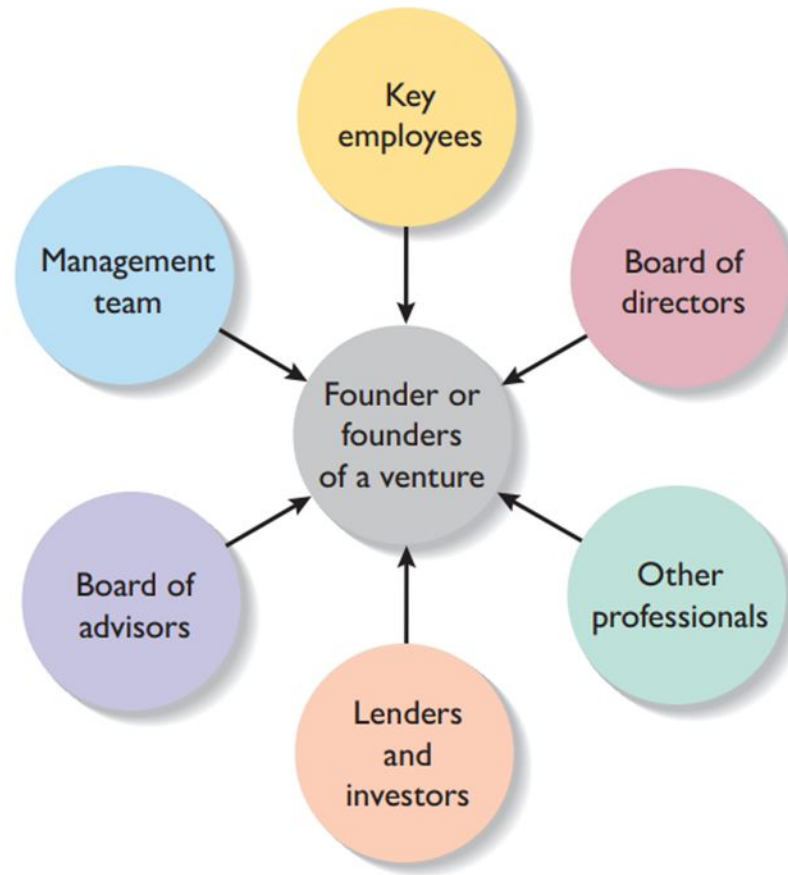 Key
employees
Management
team
Board of
directors
Founder or
founders
of a venture
Board of
advisors
Other
professionals
Lenders
and
investors